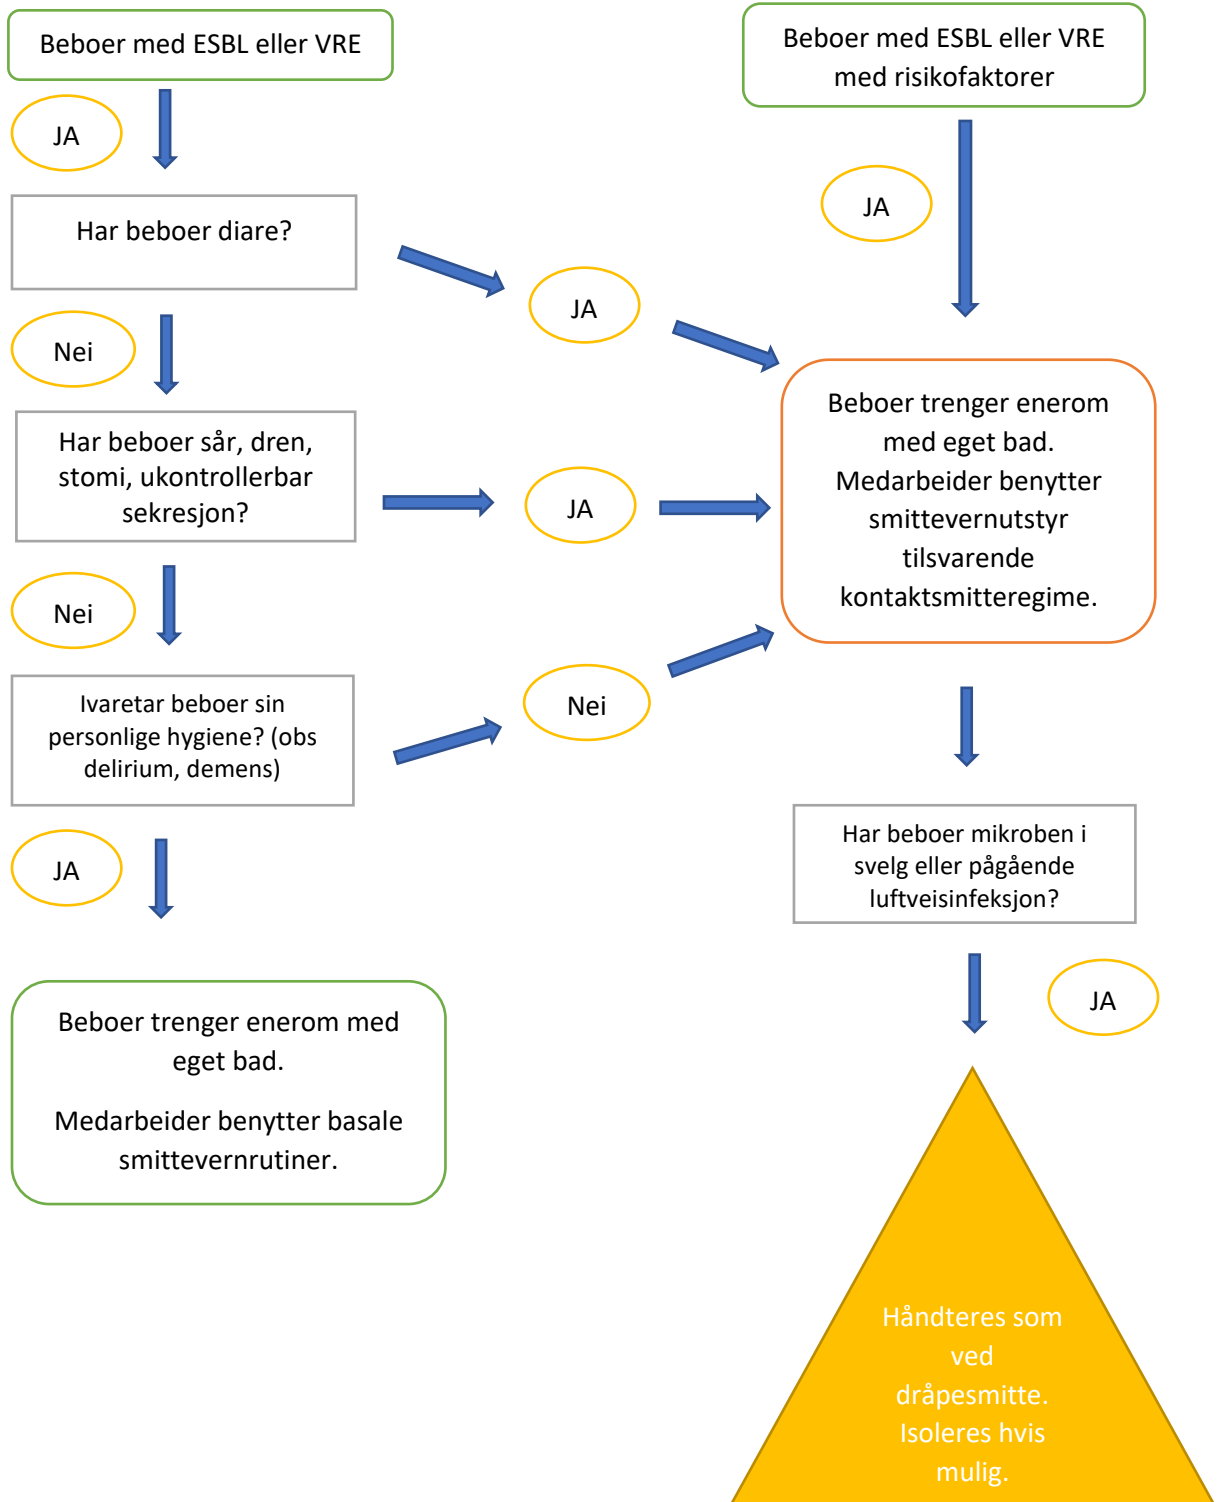 Beboer med ESBL eller VRE
JA
Har beboer diare?
Nei
Har beboer sår, dren,
stomi, ukontrollerbar
sekresjon?
Nei
Ivaretar beboer sin
personlige hygiene? (obs
delirium, demens)
JA
Beboer trenger enerom med
eget bad.
Medarbeider benytter basale
smittevernrutiner.
JA
JA
Nei
Beboer med ESBL eller VRE
med risikofaktorer
JA
Beboer trenger enerom
med eget bad.
Medarbeider benytter
smittevernutstyr
tilsvarende
kontaktsmitteregime.
Har beboer mikroben i
svelg eller pågående
luftveisinfeksjon?
JA
Håndteres som
ved
dråpesmitte.
Isoleres hvis
mulig.